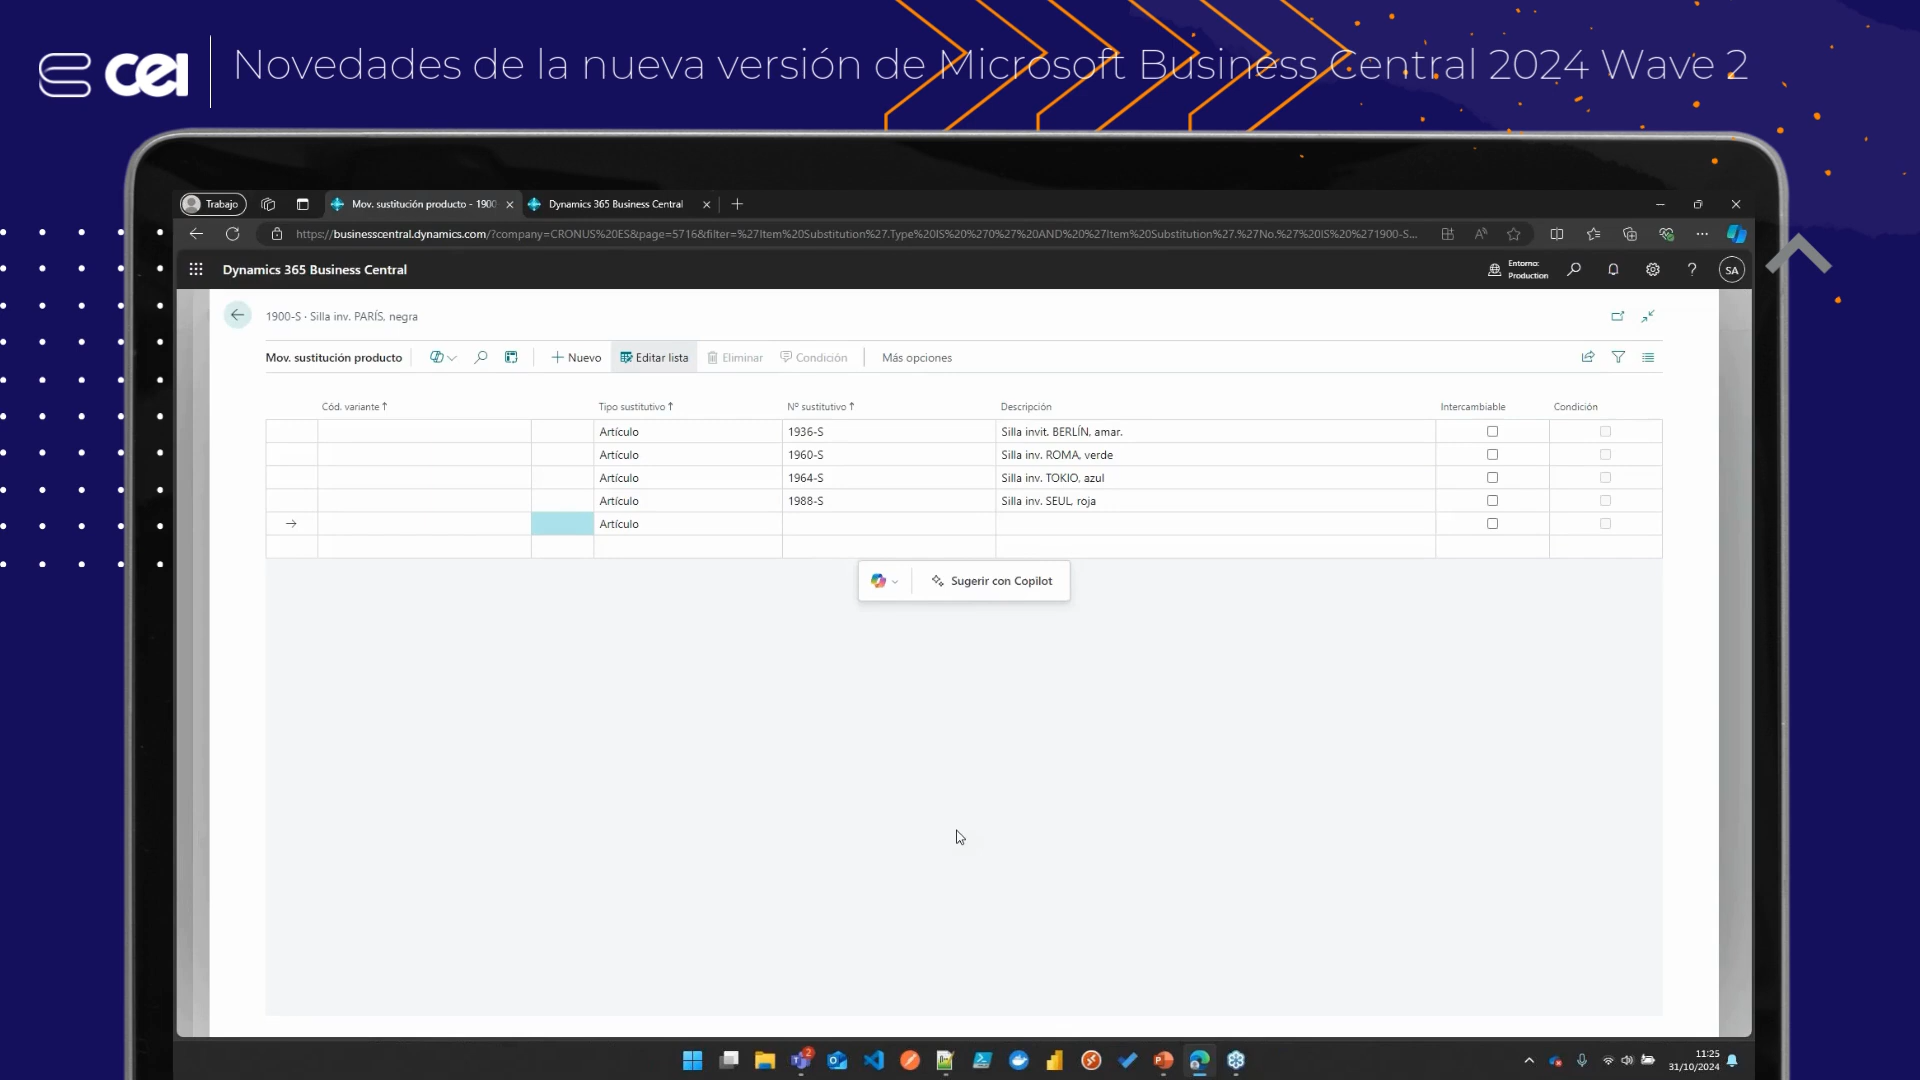 cei
Novedades de la nueva versión de Microsoft Business Central 2024 Wave 2
Trabajo
Mov. sustitución producto - 1900
Dynamics 365 Business Central
https://businesscentral.dynamics.com/?company=CRONUS%20ES&page=5716&filter=%27Item%20Substitution%27.Type%20IS%20%270%27%20AND%20%27Item%20Substitution%27.%27No.%27%20IS%20%271900-S...
Dynamics 365 Business Central
Entorno:
Production
SA
1900-S · Silla inv. PARÍS, negra
Mov. sustitución producto
Nuevo
Editar lista
Eliminar
Condición
Más opciones
Cód. variante ↑ Tipo sustitutivo ↑ Nº sustitutivo ↑ Descripción Intercambiable Condición
Artículo 1936-S Silla invit. BERLÍN, amar.
Artículo 1960-S Silla inv. ROMA, verde
Artículo 1964-S Silla inv. TOKIO, azul
Artículo 1988-S Silla inv. SEUL, roja
Artículo
Sugerir con Copilot
2
11:25
31/10/2024